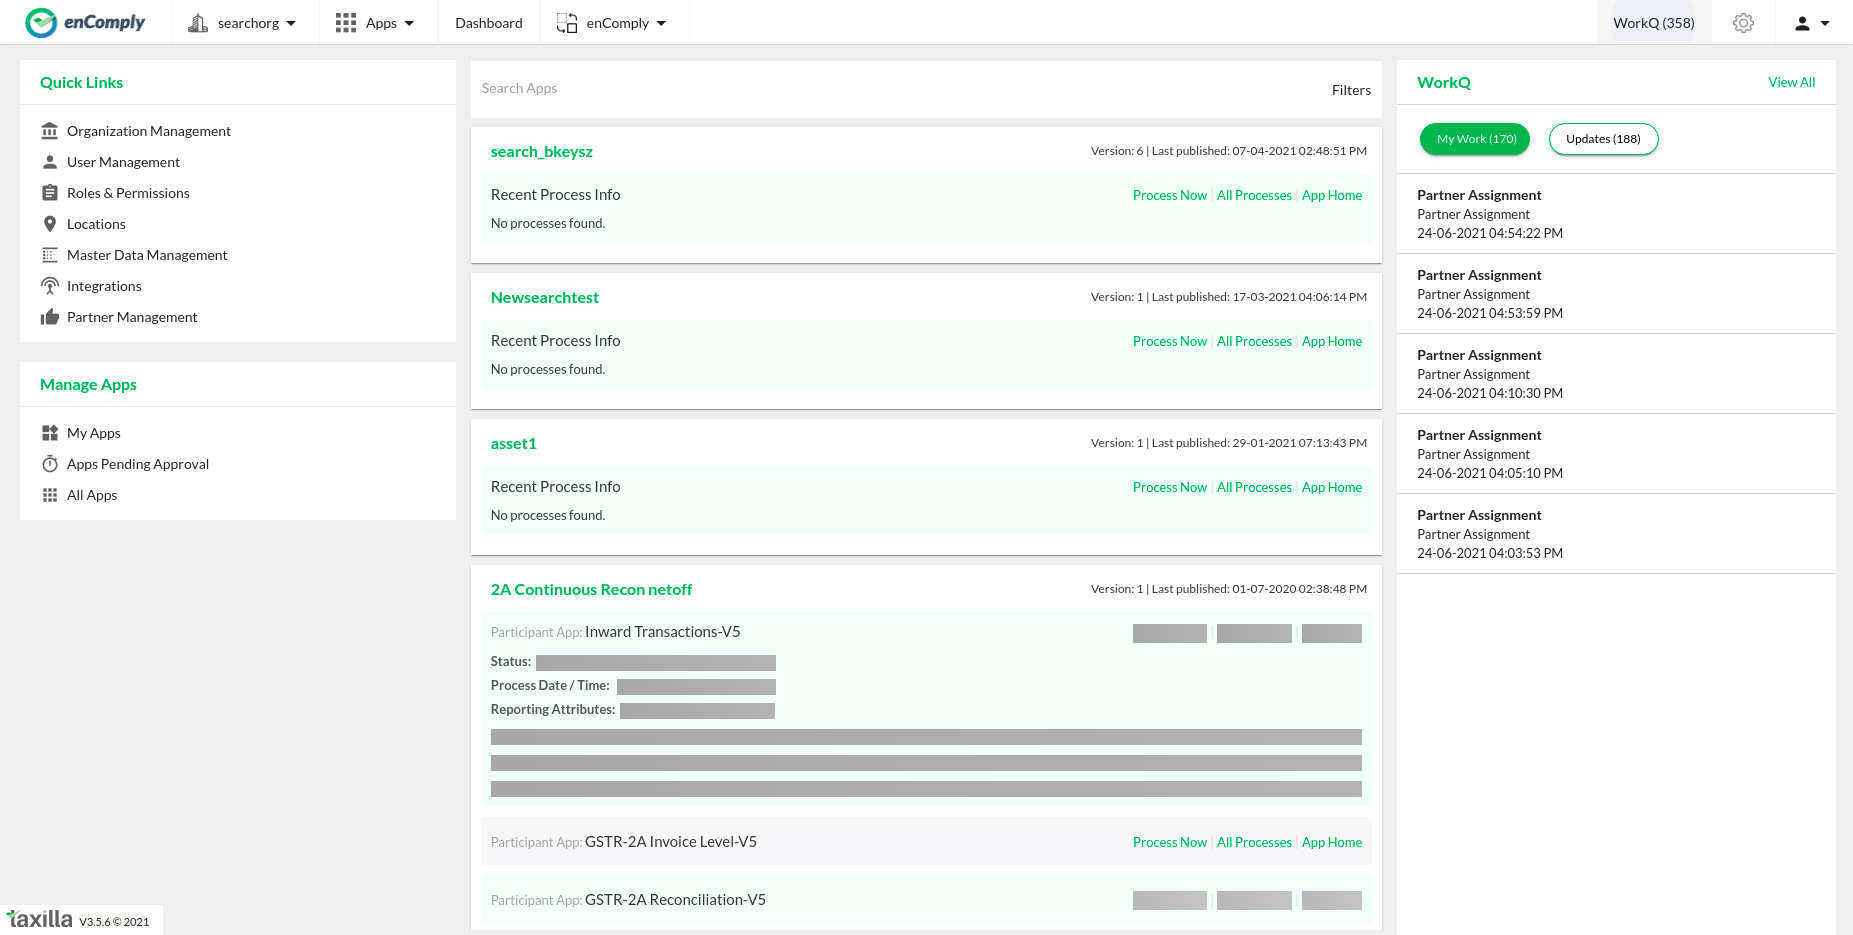 enComply
searchorg
Apps
Dashboard
enComply
WorkQ (358)
Quick Links
Organization Management
User Management
Roles & Permissions
Locations
Master Data Management
Integrations
Partner Management
Manage Apps
My Apps
Apps Pending Approval
All Apps
Search Apps
Filters
search_bkeysz
Version: 6 | Last published: 07-04-2021 02:48:51 PM
Recent Process Info
Process Now | All Processes | App Home
No processes found.
Newsearchtest
Version: 1 | Last published: 17-03-2021 04:06:14 PM
Recent Process Info
Process Now | All Processes | App Home
No processes found.
asset1
Version: 1 | Last published: 29-01-2021 07:13:43 PM
Recent Process Info
Process Now | All Processes | App Home
No processes found.
2A Continuous Recon netoff
Version: 1 | Last published: 01-07-2020 02:38:48 PM
Participant App: Inward Transactions-V5
Status:
Process Date / Time:
Reporting Attributes:
Participant App: GSTR-2A Invoice Level-V5
Process Now | All Processes | App Home
Participant App: GSTR-2A Reconciliation-V5
WorkQ
View All
My Work (170)
Updates (188)
Partner Assignment
Partner Assignment
24-06-2021 04:54:22 PM
Partner Assignment
Partner Assignment
24-06-2021 04:53:59 PM
Partner Assignment
Partner Assignment
24-06-2021 04:10:30 PM
Partner Assignment
Partner Assignment
24-06-2021 04:05:10 PM
Partner Assignment
Partner Assignment
24-06-2021 04:03:53 PM
taxilla V3.5.6 © 2021